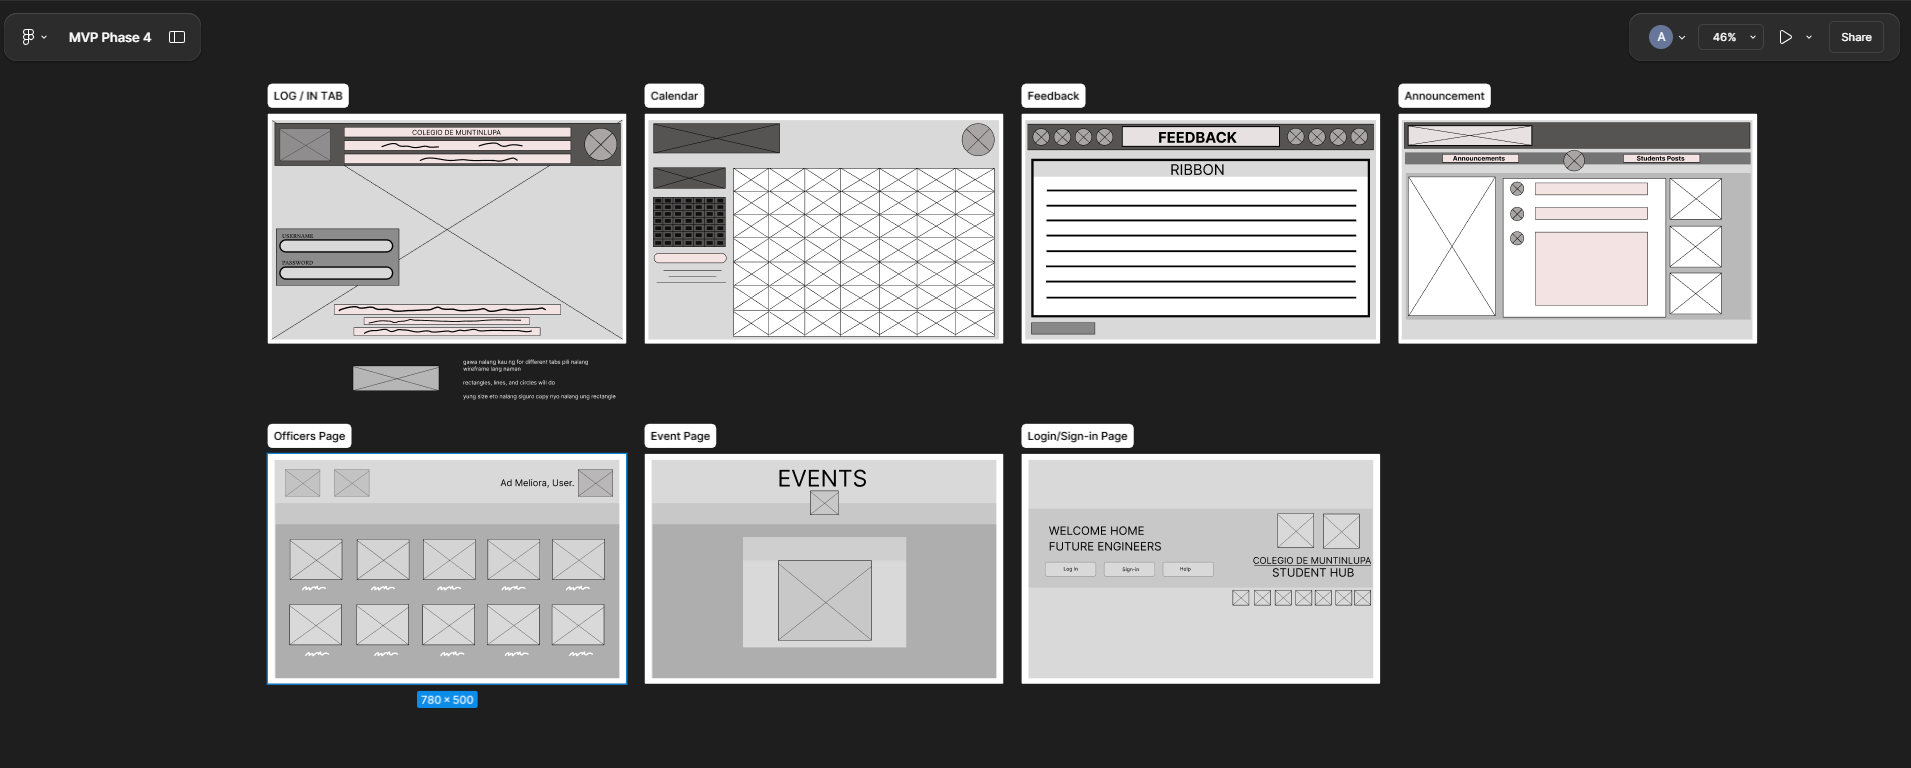 MVP Phase 4
A
46%
Share
LOG / IN TAB
Calendar
Feedback
Announcement
COLEGIO DE MUNTINLUPA
USERNAME
PASSWORD
FEEDBACK
RIBBON
Announcements
Students Posts
gawa nalang kau ng for different tabs pili nalang
wireframe lang naman
rectangles, lines, and circles will do
yung size eto nalang siguro copy nyo nalang ung rectangle
Officers Page
Event Page
Login/Sign-in Page
Ad Meliora, User.
780 × 500
EVENTS
WELCOME HOME
FUTURE ENGINEERS
Log In
Sign-in
Help
COLEGIO DE MUNTINLUPA
STUDENT HUB